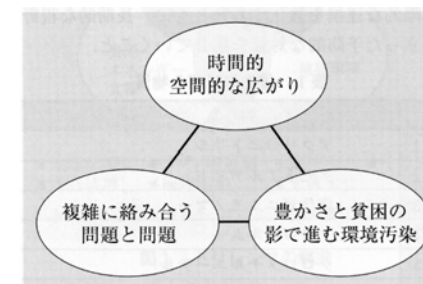 時間的
空間的な広がり
複雑に絡み合う
問題と問題
豊かさと貧困の
影で進む環境汚染